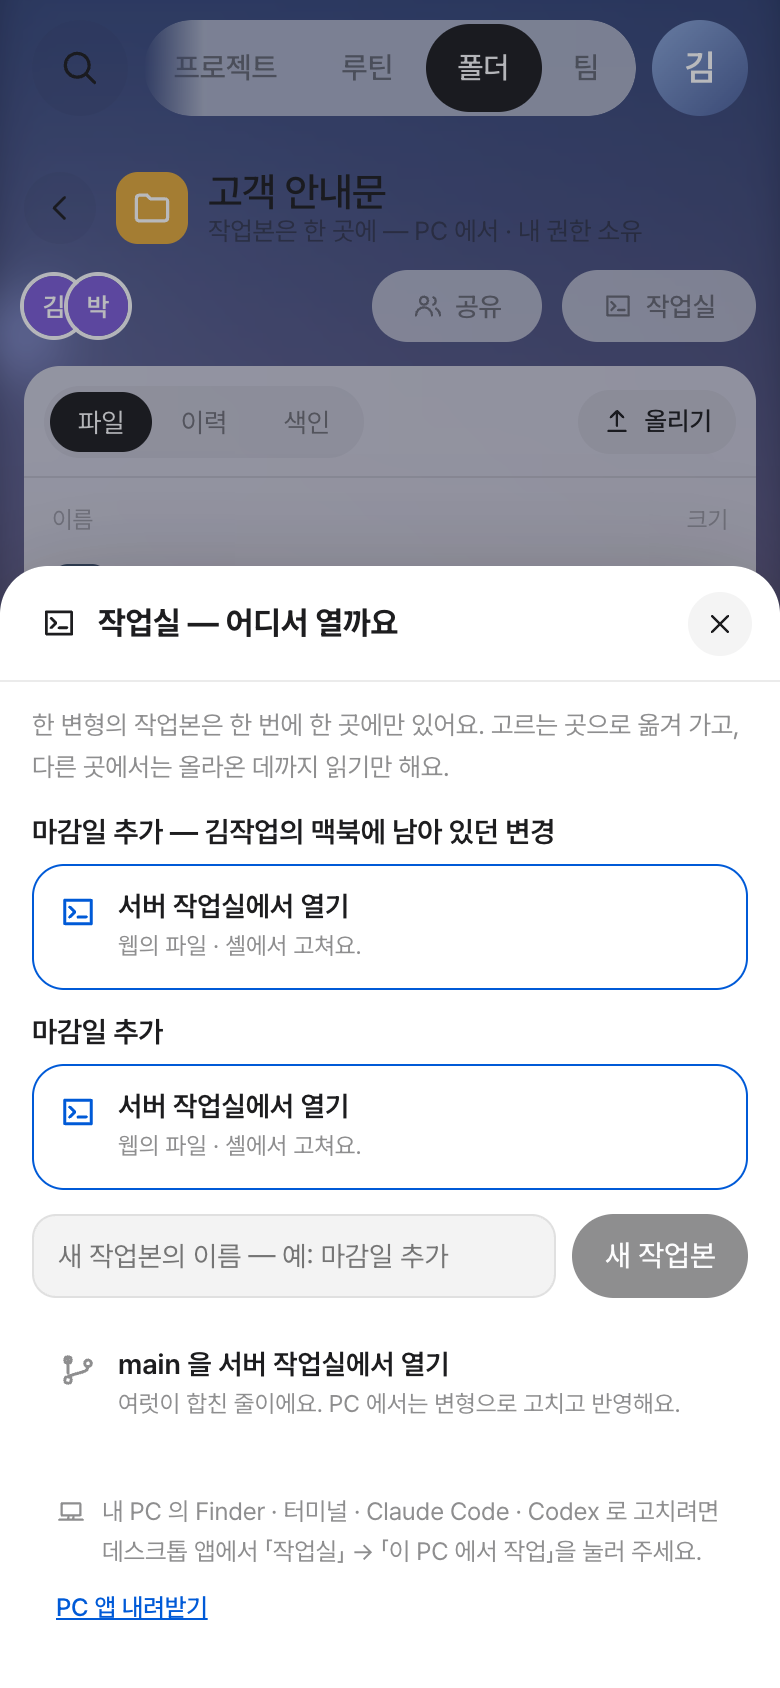 프로젝트 루틴 폴더 팀 김
고객 안내문
작업본은 한 곳에 — PC 에서 · 내 권한 소유
김 박 공유 작업실
파일 이력 색인 올리기
이름 크기
작업실 — 어디서 열까요
한 변형의 작업본은 한 번에 한 곳에만 있어요. 고르는 곳으로 옮겨 가고,
다른 곳에서는 올라온 데까지 읽기만 해요.
마감일 추가 — 김작업의 맥북에 남아 있던 변경
서버 작업실에서 열기
웹의 파일 · 셸에서 고쳐요.
마감일 추가
서버 작업실에서 열기
웹의 파일 · 셸에서 고쳐요.
새 작업본의 이름 — 예: 마감일 추가 새 작업본
main 을 서버 작업실에서 열기
여럿이 합친 줄이에요. PC 에서는 변형으로 고치고 반영해요.
내 PC 의 Finder · 터미널 · Claude Code · Codex 로 고치려면
데스크톱 앱에서 「작업실」 → 「이 PC 에서 작업」을 눌러 주세요.
PC 앱 내려받기